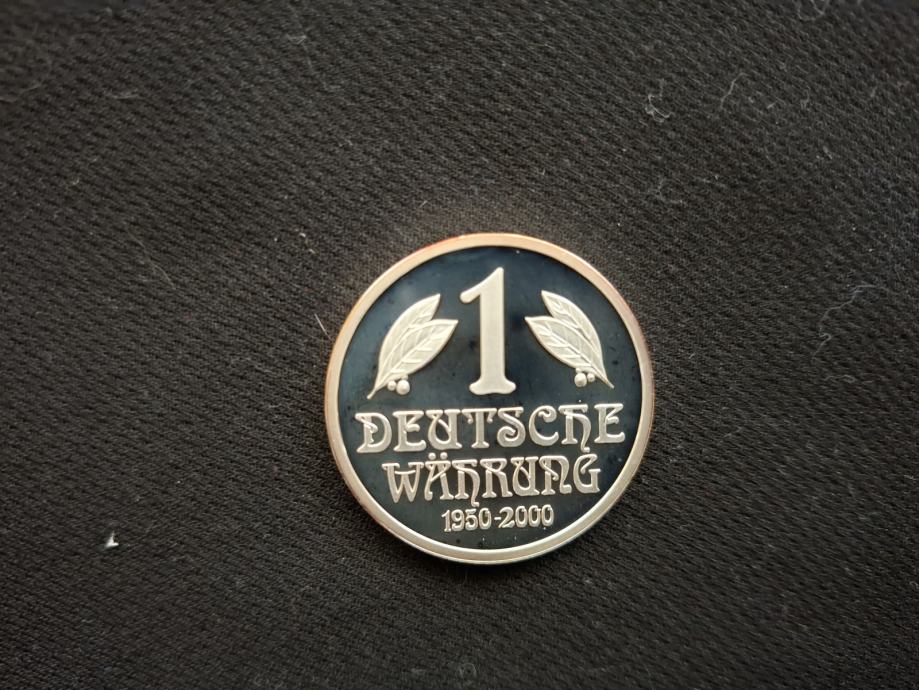 1
DEUTSCHE
WÄHRUNG
1950-2000